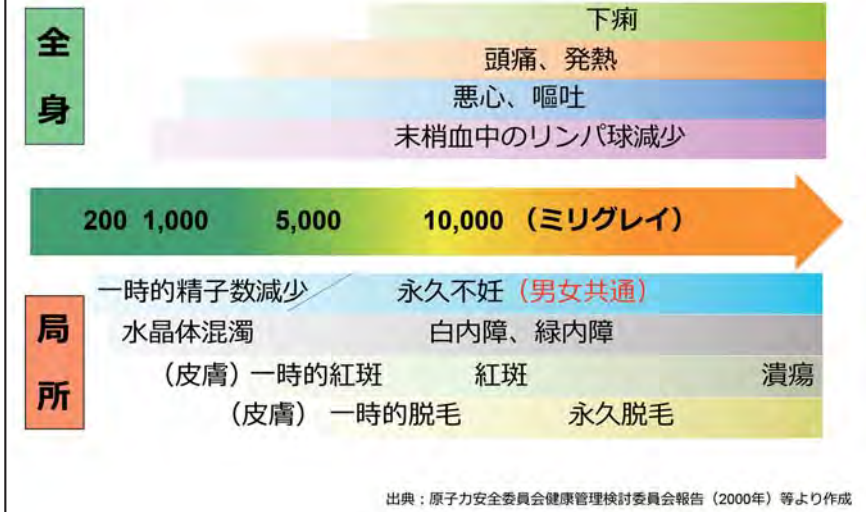 全身
下痢
頭痛、発熱
悪心、嘔吐
末梢血中のリンパ球減少
200 1,000 5,000 10,000 (ミリグレイ)
局所
一時的精子数減少 永久不妊(男女共通)
水晶体混濁 白内障、緑内障
(皮膚)一時的紅斑 紅斑 潰瘍
(皮膚) 一時的脱毛 永久脱毛
出典:原子力安全委員会健康管理検討委員会報告(2000年)等より作成